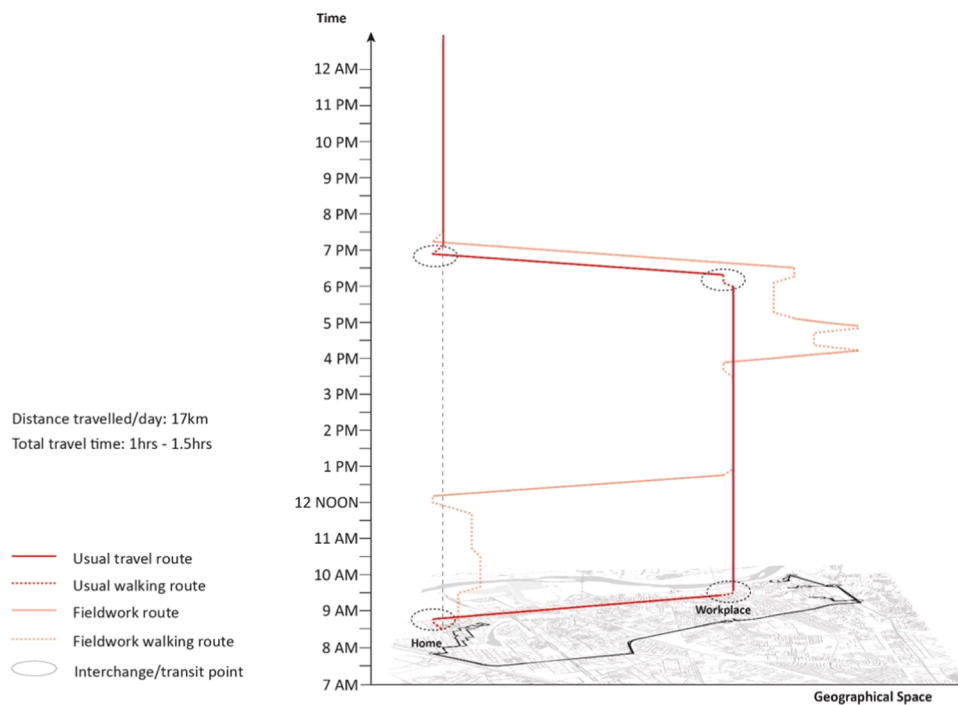 Time
12 AM
11 PM
10 PM
9 PM
8 PM
7 PM
6 PM
5 PM
4 PM
3 PM
2 PM
1 PM
12 NOON
11 AM
10 AM
9 AM
8 AM
7 AM
Distance travelled/day: 17km
Total travel time: 1hrs - 1.5hrs
Usual travel route
Usual walking route
Fieldwork route
Fieldwork walking route
Interchange/transit point
Workplace
Home
Geographical Space